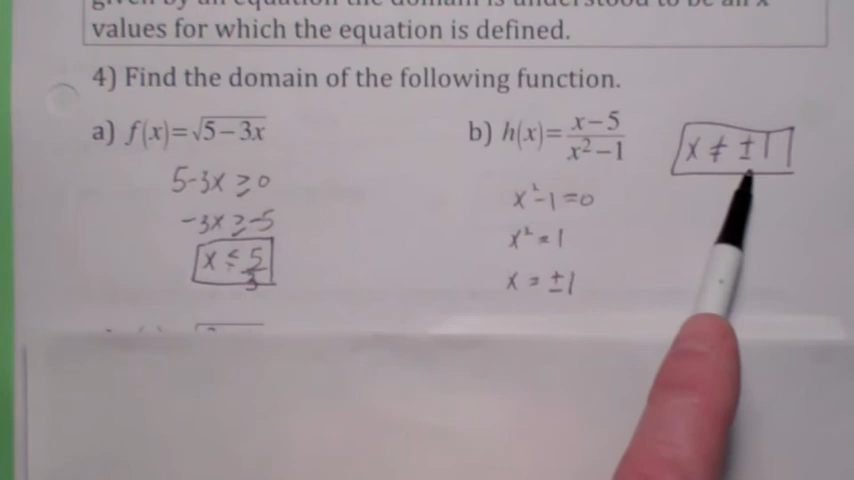 values for which the equation is defined.
4) Find the domain of the following function.
a) f(x)=√5−3x
5-3x ≥ 0
-3x ≥ -5
x ≤ 5/3
b) h(x)= x−5/x²−1
x²-1=0
x² = 1
x = ±1
x ≠ ±1